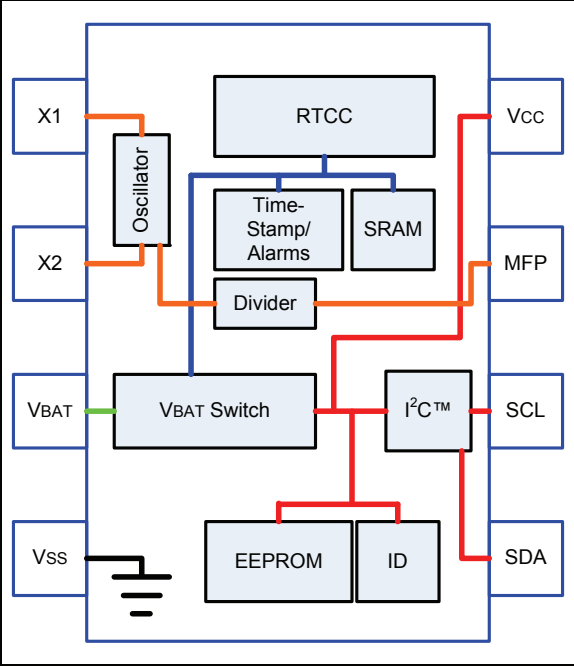 X1
RTCC
VCC
Oscillator
Time-
Stamp/
Alarms
SRAM
X2
MFP
Divider
VBAT
VBAT Switch
I²C™
SCL
VSS
EEPROM
ID
SDA